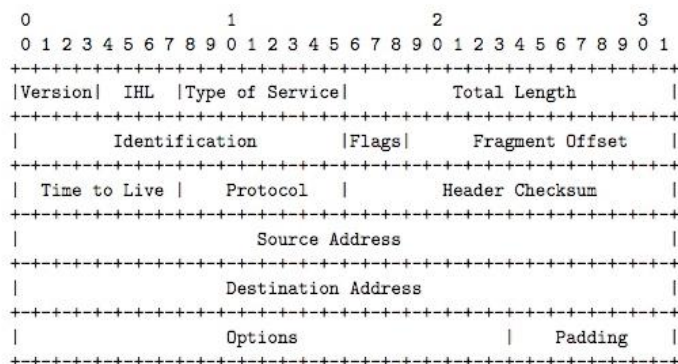 0                   1                   2                   3
0 1 2 3 4 5 6 7 8 9 0 1 2 3 4 5 6 7 8 9 0 1 2 3 4 5 6 7 8 9 0 1
+-+-+-+-+-+-+-+-+-+-+-+-+-+-+-+-+-+-+-+-+-+-+-+-+-+-+-+-+-+-+-+-+
|Version| IHL |Type of Service| Total Length |
+-+-+-+-+-+-+-+-+-+-+-+-+-+-+-+-+-+-+-+-+-+-+-+-+-+-+-+-+-+-+-+-+
| Identification |Flags| Fragment Offset |
+-+-+-+-+-+-+-+-+-+-+-+-+-+-+-+-+-+-+-+-+-+-+-+-+-+-+-+-+-+-+-+-+
| Time to Live | Protocol | Header Checksum |
+-+-+-+-+-+-+-+-+-+-+-+-+-+-+-+-+-+-+-+-+-+-+-+-+-+-+-+-+-+-+-+-+
| Source Address |
+-+-+-+-+-+-+-+-+-+-+-+-+-+-+-+-+-+-+-+-+-+-+-+-+-+-+-+-+-+-+-+-+
| Destination Address |
+-+-+-+-+-+-+-+-+-+-+-+-+-+-+-+-+-+-+-+-+-+-+-+-+-+-+-+-+-+-+-+-+
| Options | Padding |
+-+-+-+-+-+-+-+-+-+-+-+-+-+-+-+-+-+-+-+-+-+-+-+-+-+-+-+-+-+-+-+-+